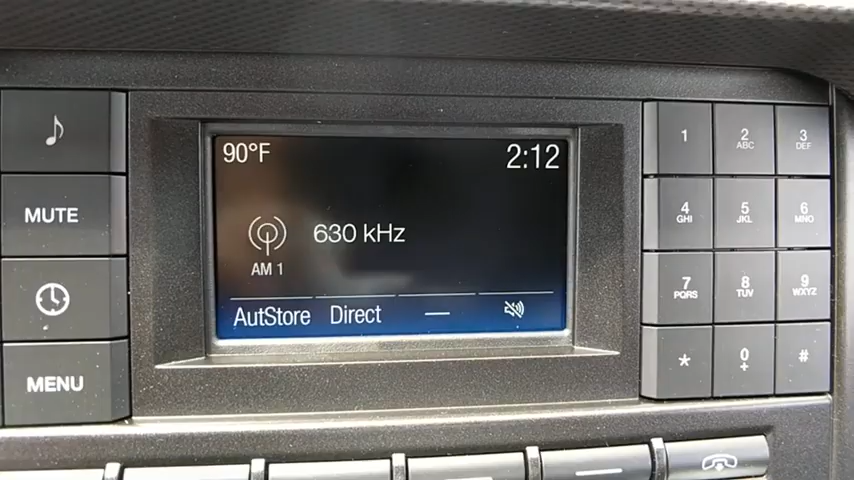 90°F 2:12
630 kHz
AM 1
AutStore Direct
MUTE
MENU
1 2 3
ABC DEF
4 5 6
GHI JKL MNO
7 8 9
PQRS TUV WXYZ
* 0 #
+